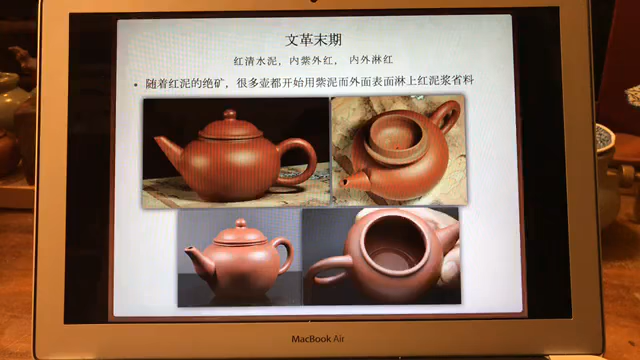 文革末期
红清水泥，内紫外红， 内外淋红
• 随着红泥的绝矿，很多壶都开始用紫泥而外面表面淋上红泥浆省料
MacBook Air